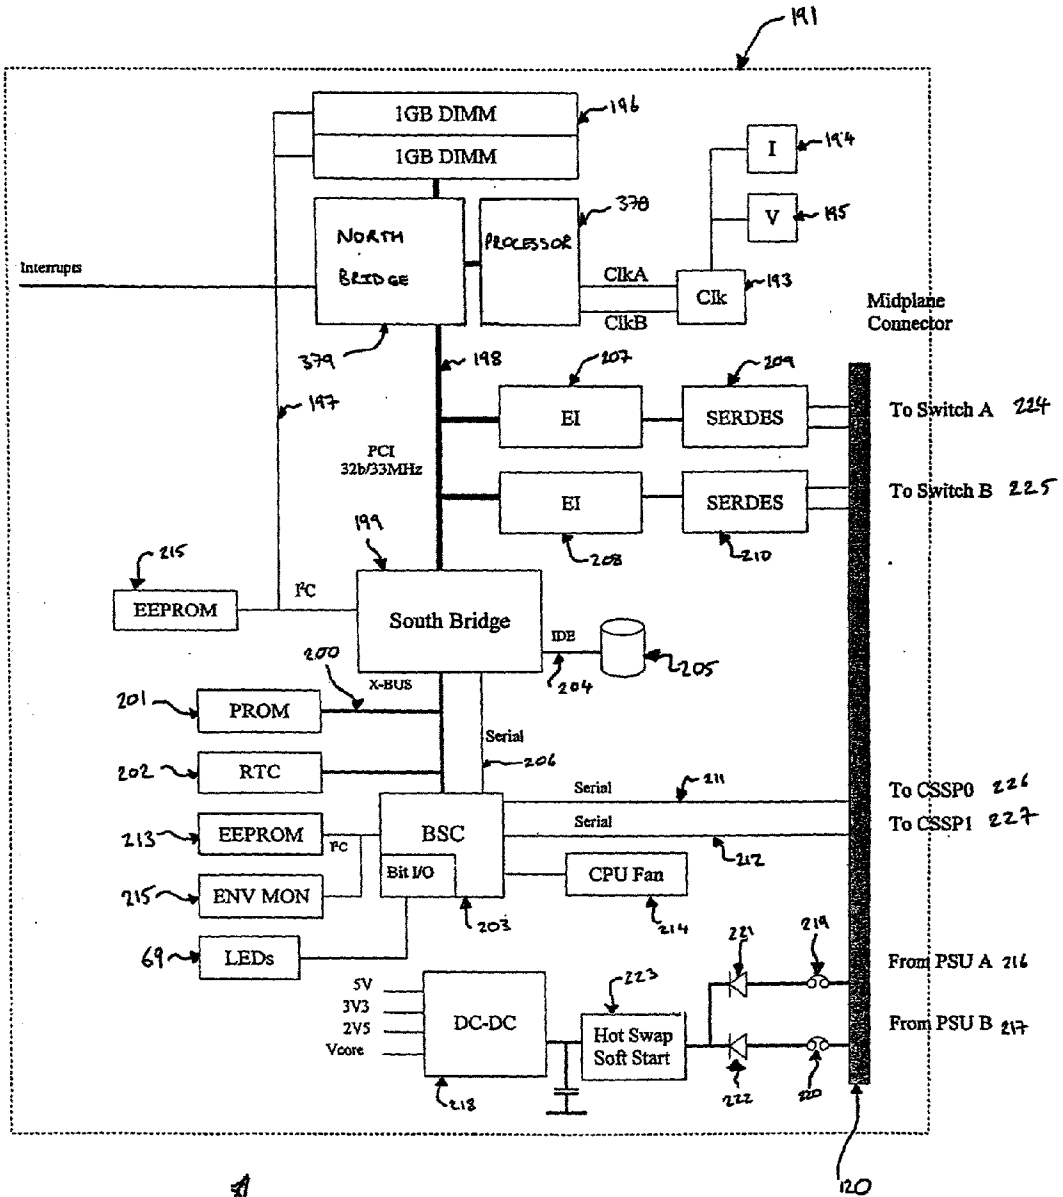 191
1GB DIMM
196
1GB DIMM
I
194
NORTH
BRIDGE
PROCESSOR
378
V
195
Interrupts
ClkA
ClkB
Clk
193
Midplane
Connector
379
198
197
207
209
EI
SERDES
To Switch A 224
PCI
32b/33MHz
EI
SERDES
To Switch B 225
199
208
210
215
EEPROM
I²C
South Bridge
IDE
204
205
200
X-BUS
201
PROM
Serial
206
202
RTC
211
Serial
To CSSP0 226
213
EEPROM
I²C
BSC
Serial
To CSSP1 227
212
Bit I/O
CPU Fan
215
ENV MON
203
214
69
LEDs
221
219
From PSU A 216
5V
3V3
2V5
Vcore
DC-DC
223
Hot Swap
Soft Start
From PSU B 217
218
222
220
120